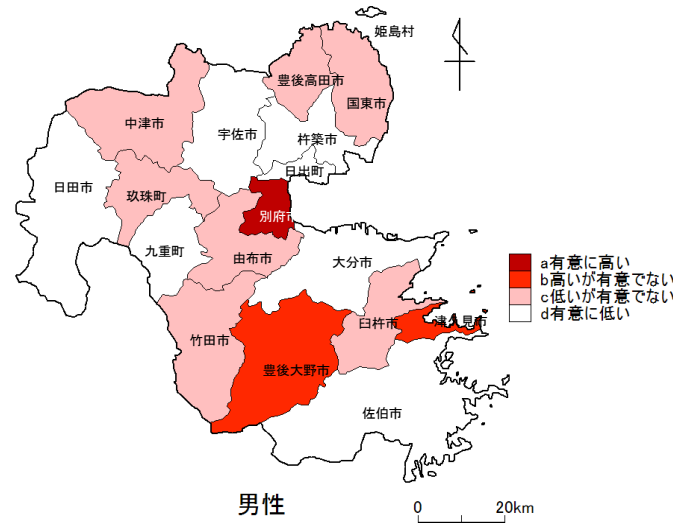 姫島村
豊後高田市
国東市
中津市
宇佐市
杵築市
日出町
日田市
玖珠町
別府市
九重町
由布市
大分市
a有意に高い
b高いが有意でない
c低いが有意でない
d有意に低い
竹田市
臼杵市
津久見市
豊後大野市
佐伯市
男性
0 20km